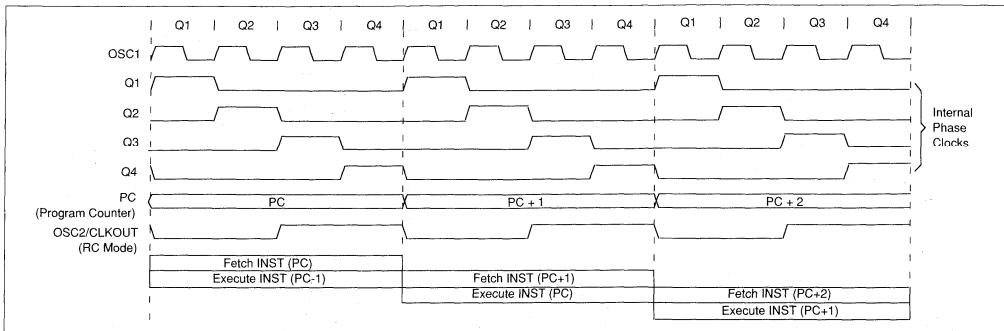 Q1 | Q2 | Q3 | Q4 | Q1 | Q2 | Q3 | Q4 | Q1 | Q2 | Q3 | Q4
OSC1
Q1
Q2
Q3
Q4
Internal
Phase
Clocks
PC
(Program Counter)
PC
PC + 1
PC + 2
OSC2/CLKOUT
(RC Mode)
Fetch INST (PC)
Execute INST (PC-1)
Fetch INST (PC+1)
Execute INST (PC)
Fetch INST (PC+2)
Execute INST (PC+1)